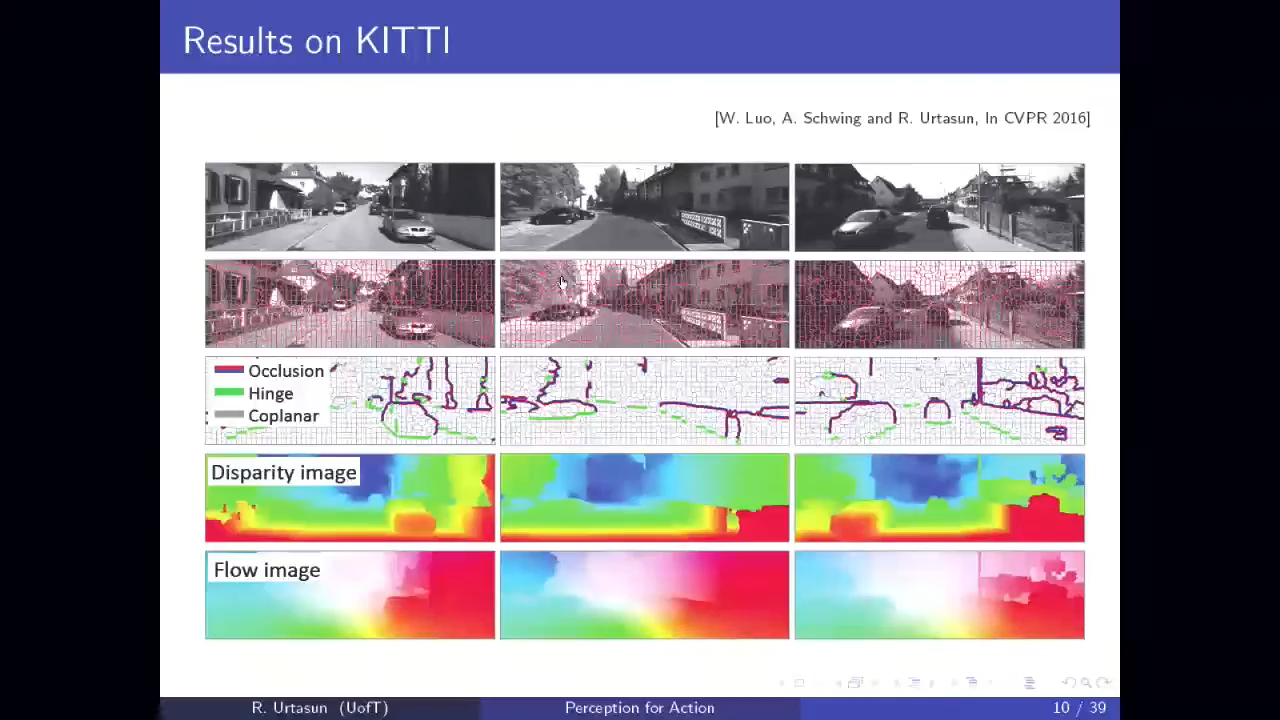 Results on KITTI
[W. Luo, A. Schwing and R. Urtasun, In CVPR 2016]
Occlusion
Hinge
Coplanar
Disparity image
Flow image
R. Urtasun (UofT)
Perception for Action
10 / 39